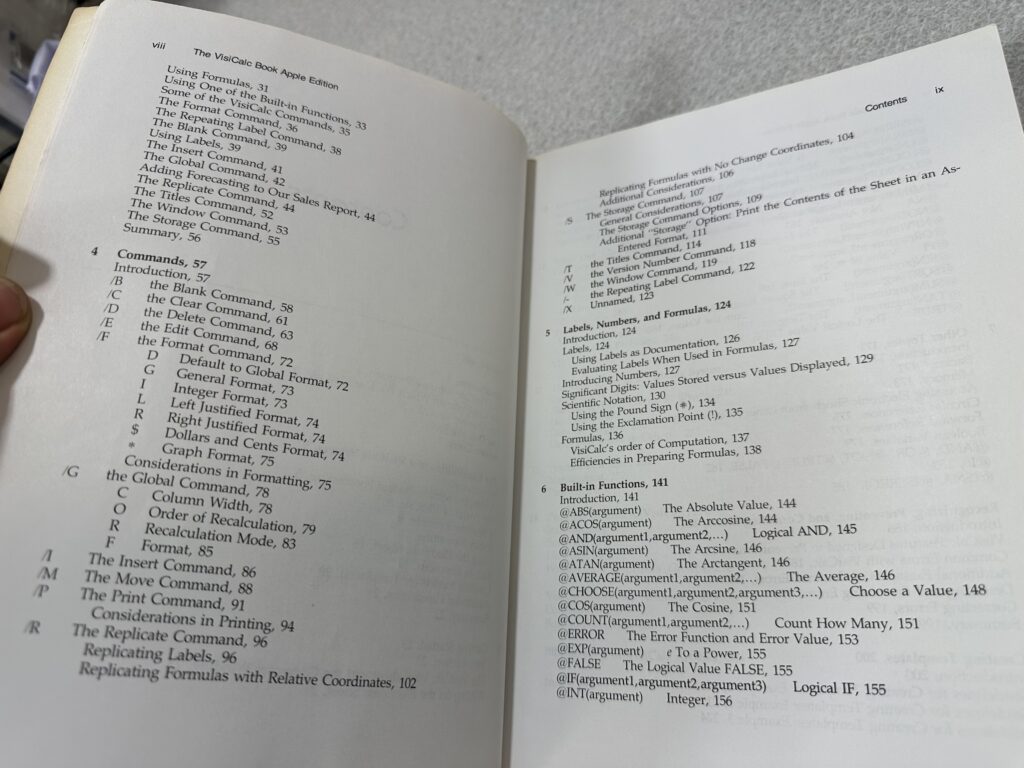 viii The VisiCalc Book Apple Edition
Using Formulas, 31
Using One of the Built-in Functions, 33
Some of the VisiCalc Commands, 35
The Format Command, 36
The Repeating Label Command, 38
The Blank Command, 39
Using Labels, 39
The Insert Command, 41
The Global Command, 42
Adding Forecasting to Our Sales Report, 44
The Replicate Command, 44
The Titles Command, 52
The Window Command, 53
The Storage Command, 55
Summary, 56
4 Commands, 57
Introduction, 57
/B the Blank Command, 58
/C the Clear Command, 61
/D the Delete Command, 63
/E the Edit Command, 68
/F the Format Command, 72
D Default to Global Format, 72
G General Format, 73
I Integer Format, 73
L Left Justified Format, 74
R Right Justified Format, 74
$ Dollars and Cents Format, 74
* Graph Format, 75
Considerations in Formatting, 75
/G the Global Command, 78
C Column Width, 78
O Order of Recalculation, 79
R Recalculation Mode, 83
F Format, 85
/I The Insert Command, 86
/M The Move Command, 88
/P The Print Command, 91
Considerations in Printing, 94
/R The Replicate Command, 96
Replicating Labels, 96
Replicating Formulas with Relative Coordinates, 102
Contents ix
Replicating Formulas with No Change Coordinates, 104
Additional Considerations, 106
/S The Storage Command, 107
General Considerations, 107
The Storage Command Options, 109
Additional "Storage" Option: Print the Contents of the Sheet in an As-
Entered Format, 111
/T the Titles Command, 114
/V the Version Number Command, 118
/W the Window Command, 119
/- the Repeating Label Command, 122
/X Unnamed, 123
5 Labels, Numbers, and Formulas, 124
Introduction, 124
Labels, 124
Using Labels as Documentation, 126
Evaluating Labels When Used in Formulas, 127
Introducing Numbers, 127
Significant Digits: Values Stored versus Values Displayed, 129
Scientific Notation, 130
Using the Pound Sign (#), 134
Using the Exclamation Point (!), 135
Formulas, 136
VisiCalc's order of Computation, 137
Efficiencies in Preparing Formulas, 138
6 Built-in Functions, 141
Introduction, 141
@ABS(argument) The Absolute Value, 144
@ACOS(argument) The Arccosine, 144
@AND(argument1,argument2,...) Logical AND, 145
@ASIN(argument) The Arcsine, 146
@ATAN(argument) The Arctangent, 146
@AVERAGE(argument1,argument2,...) The Average, 146
@CHOOSE(argument1,argument2,argument3,...) Choose a Value, 148
@COS(argument) The Cosine, 151
@COUNT(argument1,argument2,...) Count How Many, 151
@ERROR The Error Function and Error Value, 153
@EXP(argument) e To a Power, 155
@FALSE The Logical Value FALSE, 155
@IF(argument1,argument2,argument3) Logical IF, 155
@INT(argument) Integer, 156